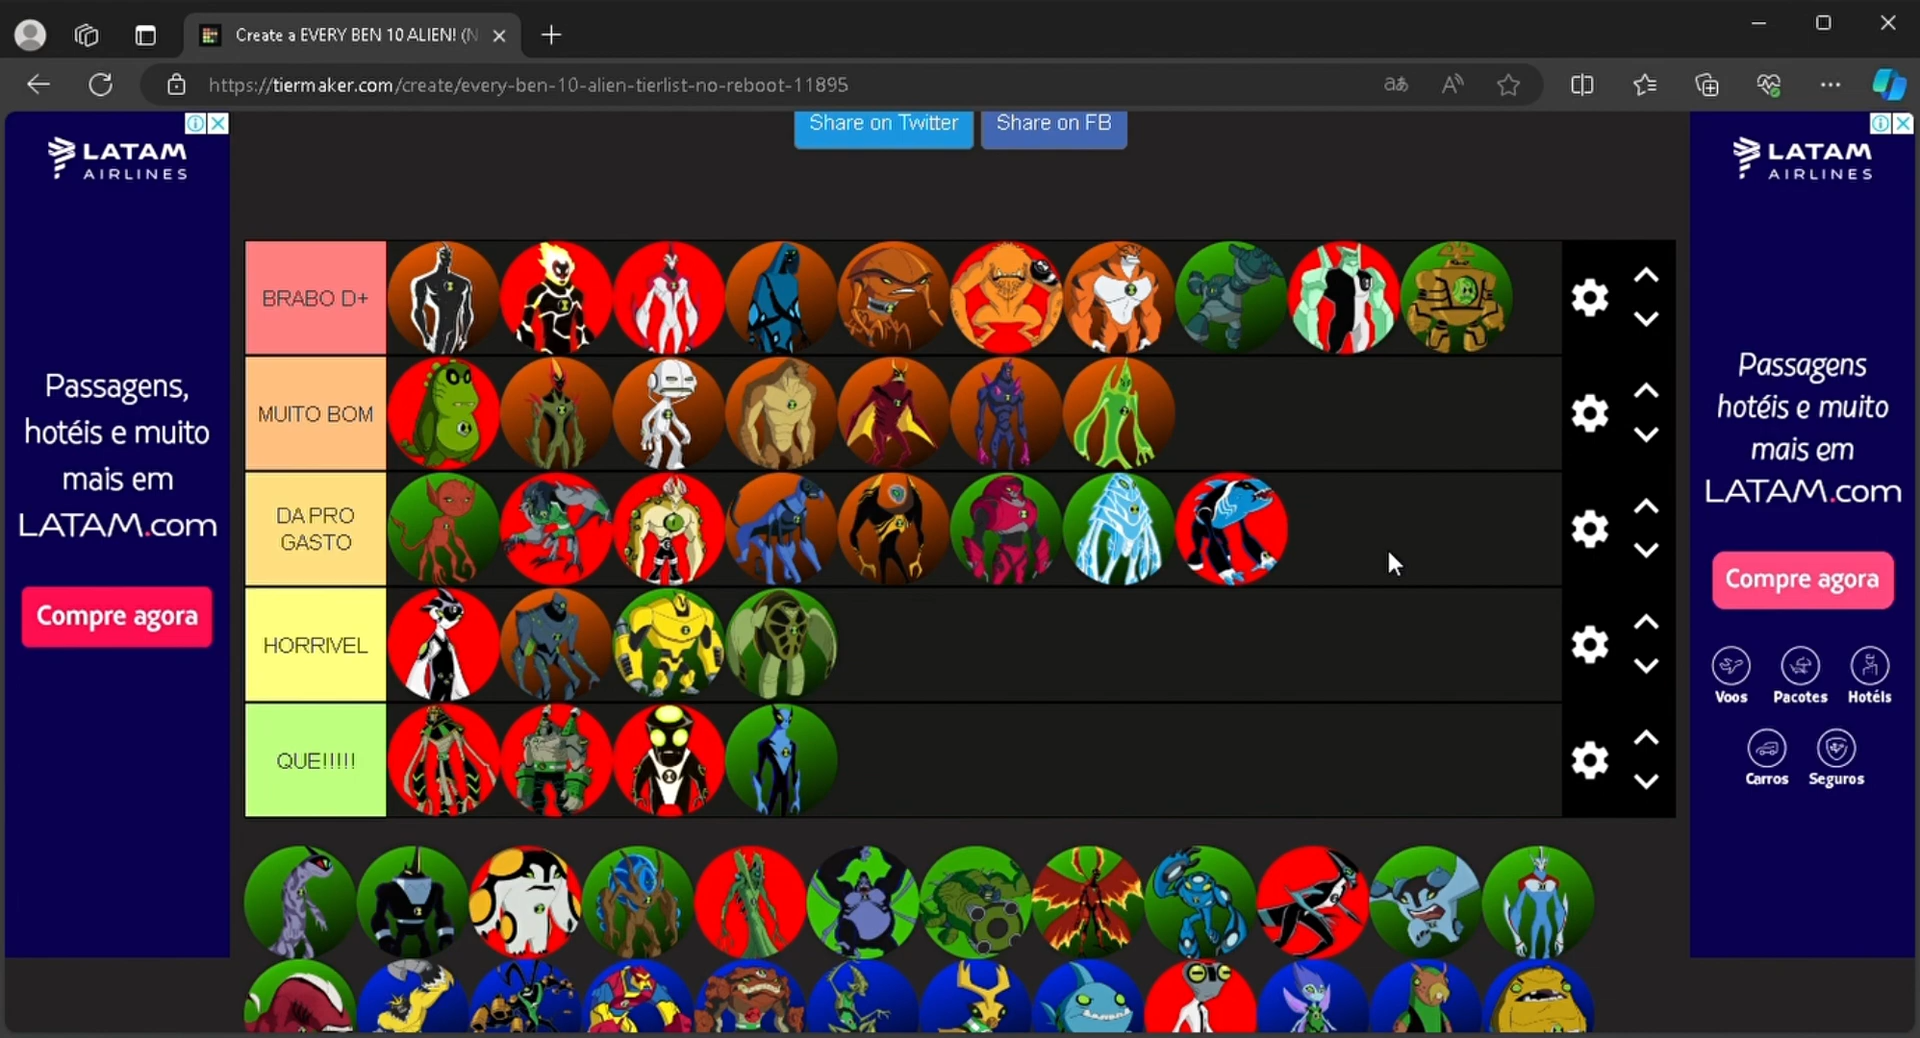 Create a EVERY BEN 10 ALIEN! (N
https://tiermaker.com/create/every-ben-10-alien-tierlist-no-reboot-11895
Share on Twitter
Share on FB
LATAM
AIRLINES
Passagens,
hotéis e muito
mais em
LATAM.com
Compre agora
BRABO D+
MUITO BOM
DA PRO
GASTO
HORRIVEL
QUE!!!!!
LATAM
AIRLINES
Passagens
hotéis e muito
mais em
LATAM.com
Compre agora
Voos
Pacotes
Hotéis
Carros
Seguros